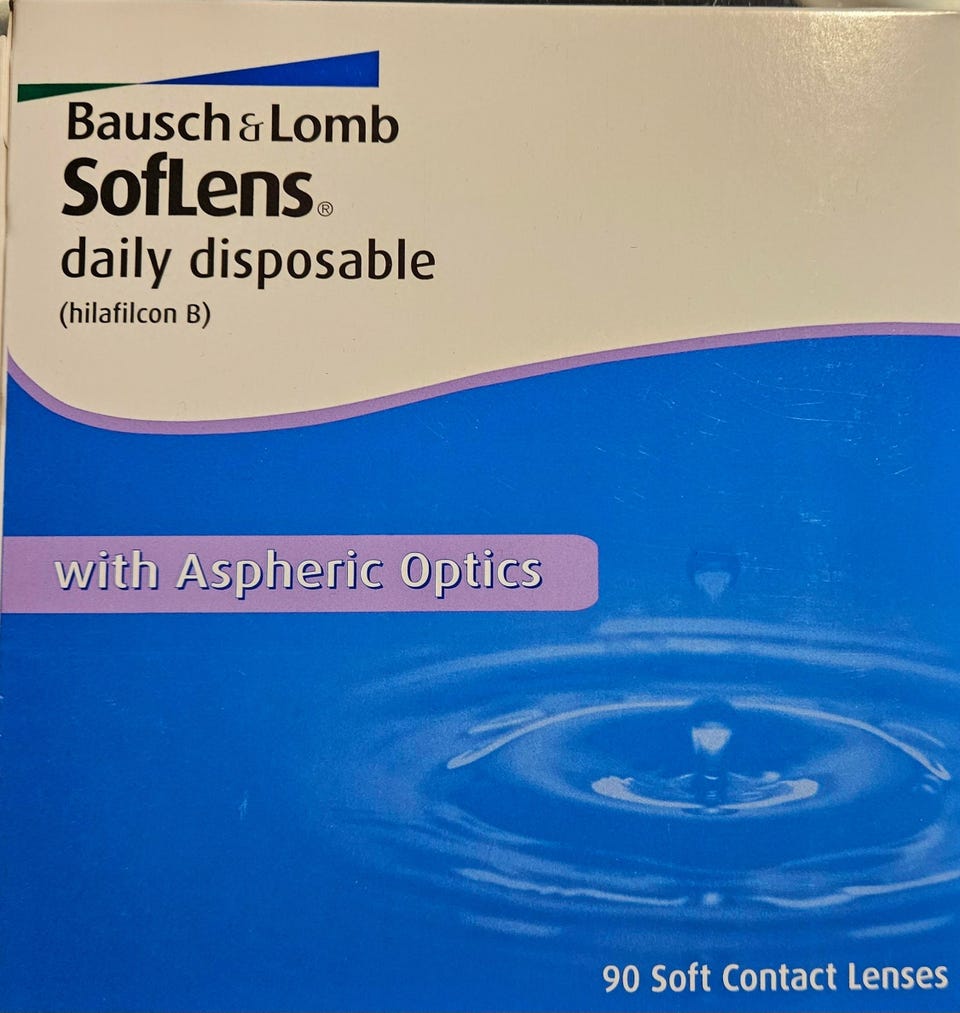 Bausch & Lomb
SofLens®
daily disposable
(hilafilcon B)
with Aspheric Optics
90 Soft Contact Lenses